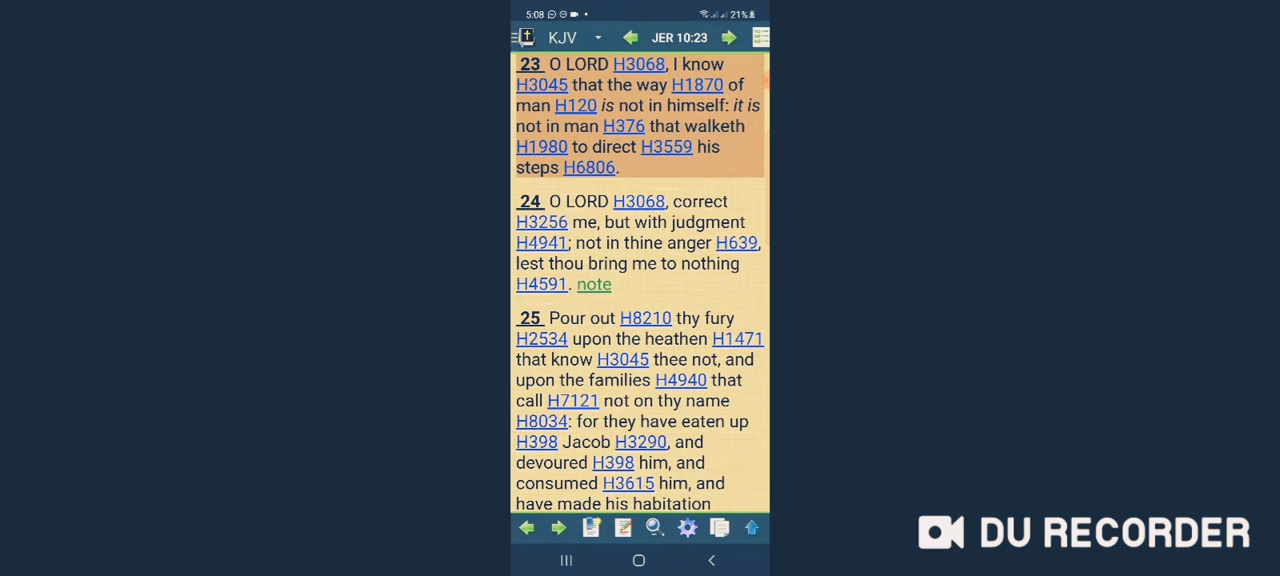 5:08 21%
KJV JER 10:23
23 O LORD H3068, I know
H3045 that the way H1870 of
man H120 is not in himself: it is
not in man H376 that walketh
H1980 to direct H3559 his
steps H6806.
24 O LORD H3068, correct
H3256 me, but with judgment
H4941; not in thine anger H639,
lest thou bring me to nothing
H4591. note
25 Pour out H8210 thy fury
H2534 upon the heathen H1471
that know H3045 thee not, and
upon the families H4940 that
call H7121 not on thy name
H8034: for they have eaten up
H398 Jacob H3290, and
devoured H398 him, and
consumed H3615 him, and
have made his habitation
DU RECORDER